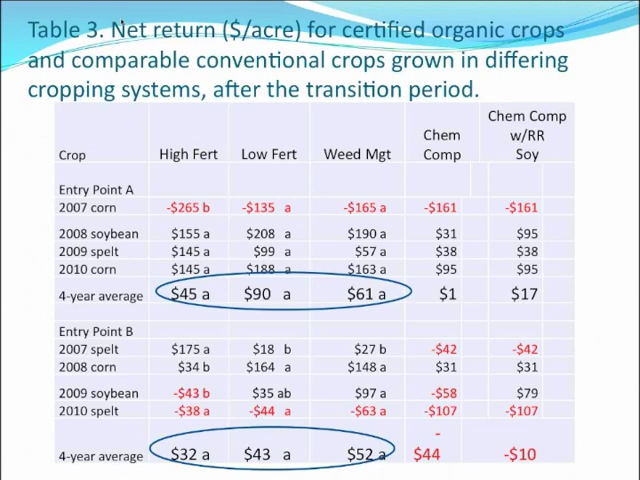 Table 3. Net return ($/acre) for certified organic crops
and comparable conventional crops grown in differing
cropping systems, after the transition period.
Crop High Fert Low Fert Weed Mgt Chem Comp Chem Comp w/RR Soy
Entry Point A
2007 corn -$265 b -$135 a -$165 a -$161 -$161
2008 soybean $155 a $208 a $190 a $31 $95
2009 spelt $145 a $99 a $57 a $38 $38
2010 corn $145 a $188 a $163 a $95 $95
4-year average $45 a $90 a $61 a $1 $17
Entry Point B
2007 spelt $175 a $18 b $27 b -$42 -$42
2008 corn $34 b $164 a $148 a $31 $31
2009 soybean -$43 b $35 ab $97 a -$58 $79
2010 spelt -$38 a -$44 a -$63 a -$107 -$107
4-year average $32 a $43 a $52 a -$44 -$10